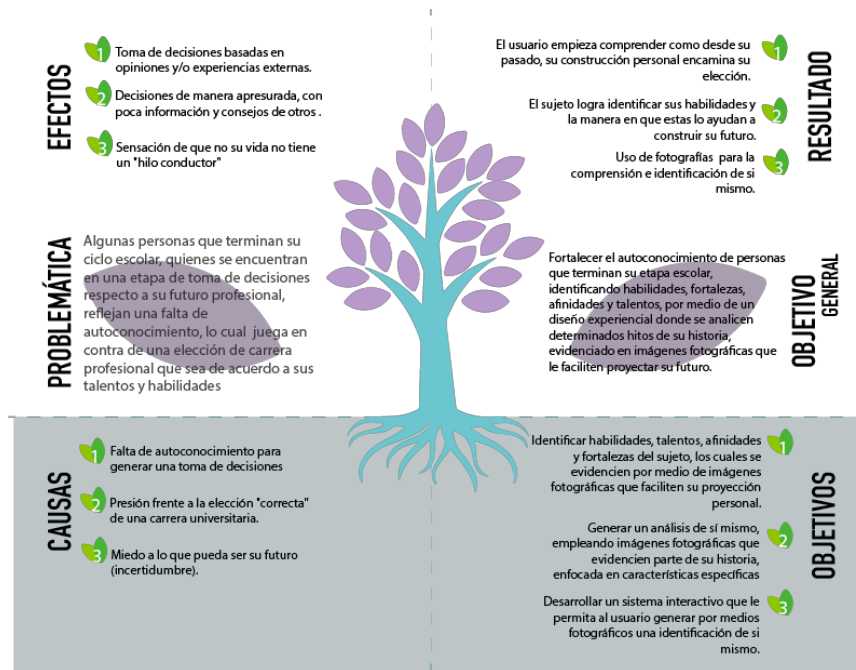 EFECTOS
1
Toma de decisiones basadas en
opiniones y/o experiencias externas.
2
Decisiones de manera apresurada, con
poca información y consejos de otros .
3
Sensación de que no su vida no tiene
un "hilo conductor"
RESULTADO
1
El usuario empieza comprender como desde su
pasado, su construcción personal encamina su
elección.
2
El sujeto logra identificar sus habilidades y
la manera en que estas lo ayudan a
construir su futuro.
3
Uso de fotografías para la
comprensión e identificación de si
mismo.
PROBLEMÁTICA
Algunas personas que terminan su
ciclo escolar, quienes se encuentran
en una etapa de toma de decisiones
respecto a su futuro profesional,
reflejan una falta de
autoconocimiento, lo cual juega en
contra de una elección de carrera
profesional que sea de acuerdo a sus
talentos y habilidades
OBJETIVO
GENERAL
Fortalecer el autoconocimiento de personas
que terminan su etapa escolar,
identificando habilidades, fortalezas,
afinidades y talentos, por medio de un
diseño experiencial donde se analicen
determinados hitos de su historia,
evidenciado en imágenes fotográficas que
le faciliten proyectar su futuro.
CAUSAS
1
Falta de autoconocimiento para
generar una toma de decisiones
2
Presión frente a la elección "correcta"
de una carrera universitaria.
3
Miedo a lo que pueda ser su futuro
(incertidumbre).
OBJETIVOS
1
Identificar habilidades, talentos, afinidades
y fortalezas del sujeto, los cuales se
evidencien por medio de imágenes
fotográficas que faciliten su proyección
personal.
2
Generar un análisis de sí mismo,
empleando imágenes fotográficas que
evidencien parte de su historia,
enfocada en características específicas
3
Desarrollar un sistema interactivo que le
permita al usuario generar por medios
fotográficos una identificación de si
mismo.